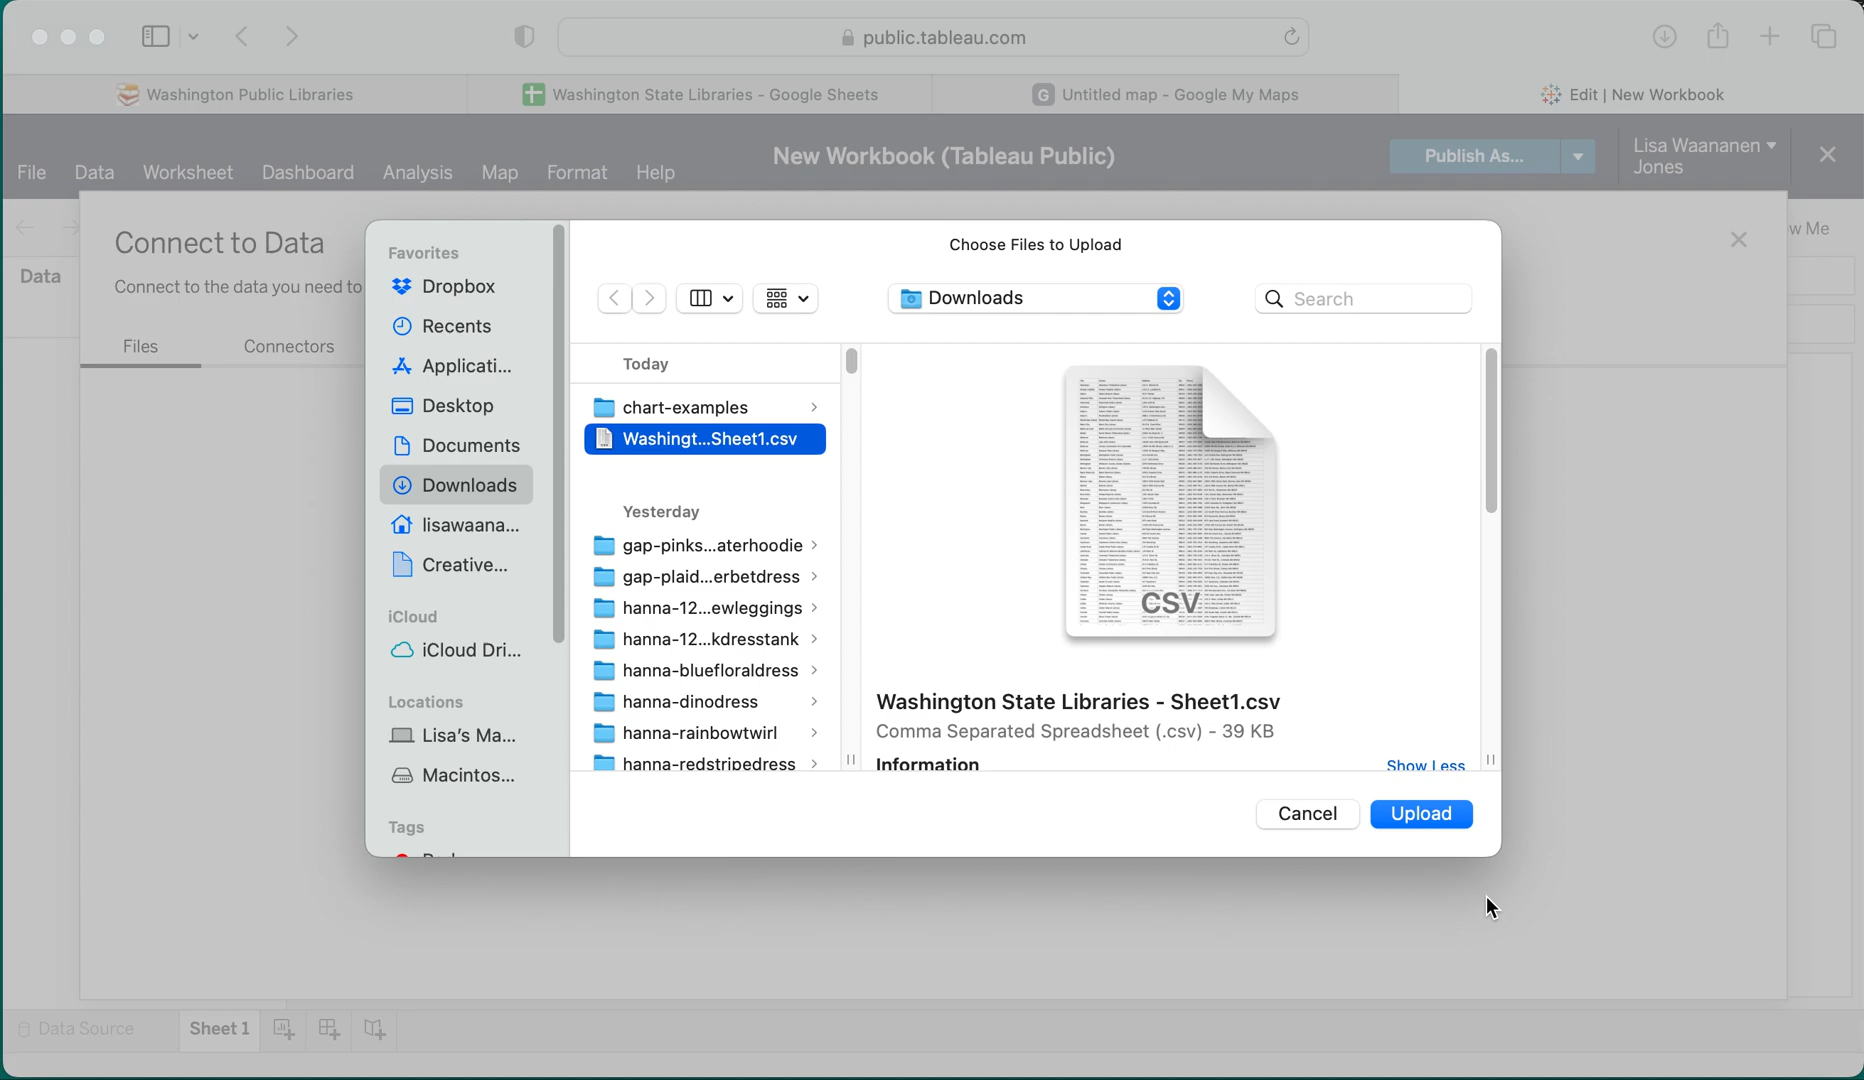 public.tableau.com
Washington Public Libraries
Washington State Libraries - Google Sheets
G Untitled map - Google My Maps
Edit | New Workbook
File Data Worksheet Dashboard Analysis Map Format Help
New Workbook (Tableau Public)
Publish As...
Lisa Waananen
Jones
w Me
Data
Connect to Data
Connect to the data you need to
Files
Connectors
Favorites
Dropbox
Recents
Applicati...
Desktop
Documents
Downloads
lisawaana...
Creative...
iCloud
iCloud Dri...
Locations
Lisa's Ma...
Macintos...
Tags
Choose Files to Upload
Downloads
Search
Today
chart-examples
Washingt...Sheet1.csv
Yesterday
gap-pinks...aterhoodie
gap-plaid...erbetdress
hanna-12...ewleggings
hanna-12...kdresstank
hanna-bluefloraldress
hanna-dinodress
hanna-rainbowtwirl
hanna-redstripedress
CSV
Washington State Libraries - Sheet1.csv
Comma Separated Spreadsheet (.csv) - 39 KB
Information
Show Less
Cancel
Upload
Data Source
Sheet 1